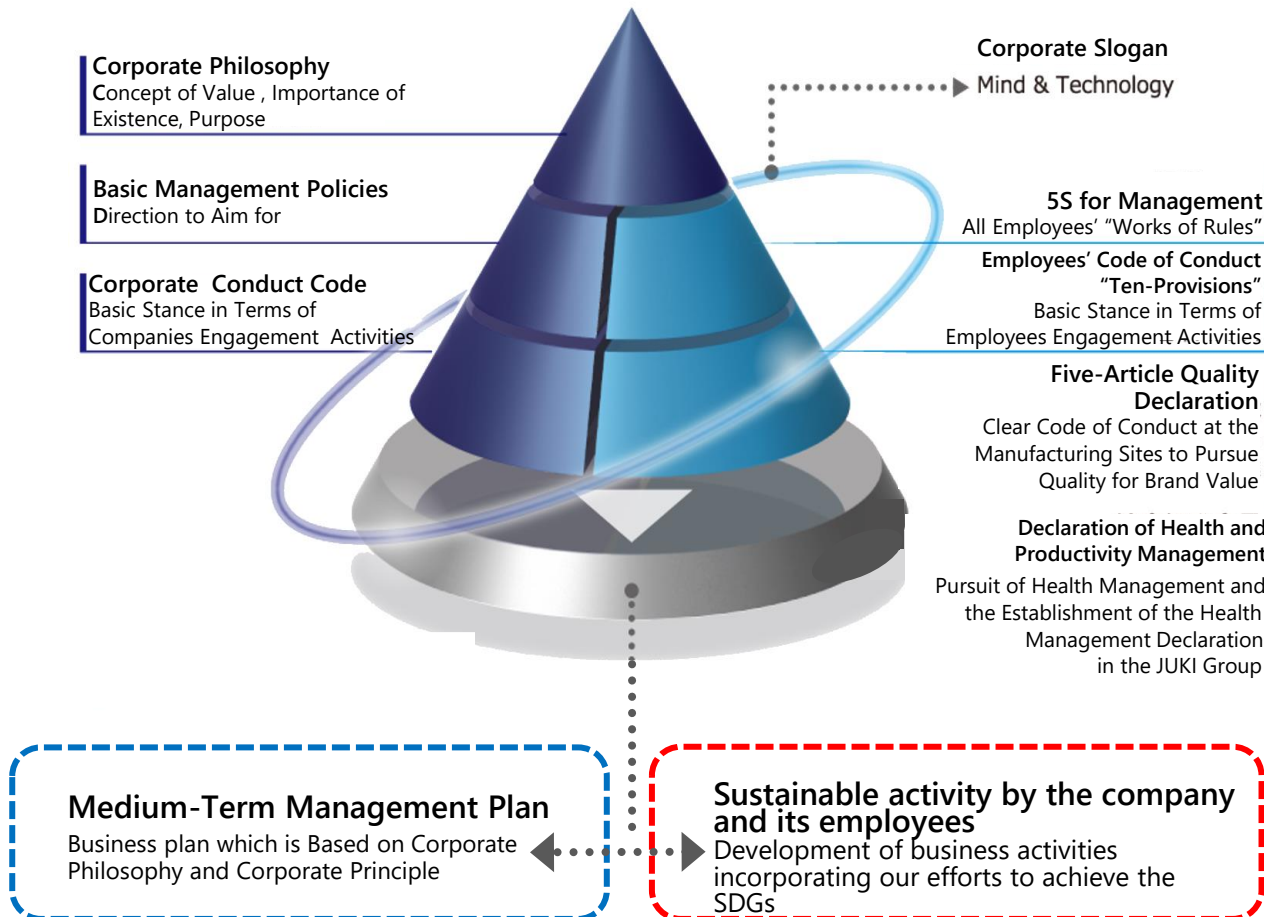 Corporate Philosophy
Concept of Value , Importance of
Existence, Purpose
Basic Management Policies
Direction to Aim for
Corporate  Conduct Code
Basic Stance in Terms of
Companies Engagement  Activities
Corporate Slogan
Mind & Technology
5S for Management
All Employees’ “Works of Rules”
Employees’ Code of Conduct
“Ten-Provisions”
Basic Stance in Terms of
Employees Engagement Activities
Five-Article Quality
Declaration
Clear Code of Conduct at the
Manufacturing Sites to Pursue
Quality for Brand Value
Declaration of Health and
Productivity Management
Pursuit of Health Management and
the Establishment of the Health
Management Declaration
in the JUKI Group
Medium-Term Management Plan
Business plan which is Based on Corporate
Philosophy and Corporate Principle
Sustainable activity by the company
and its employees
Development of business activities
incorporating our efforts to achieve the
SDGs